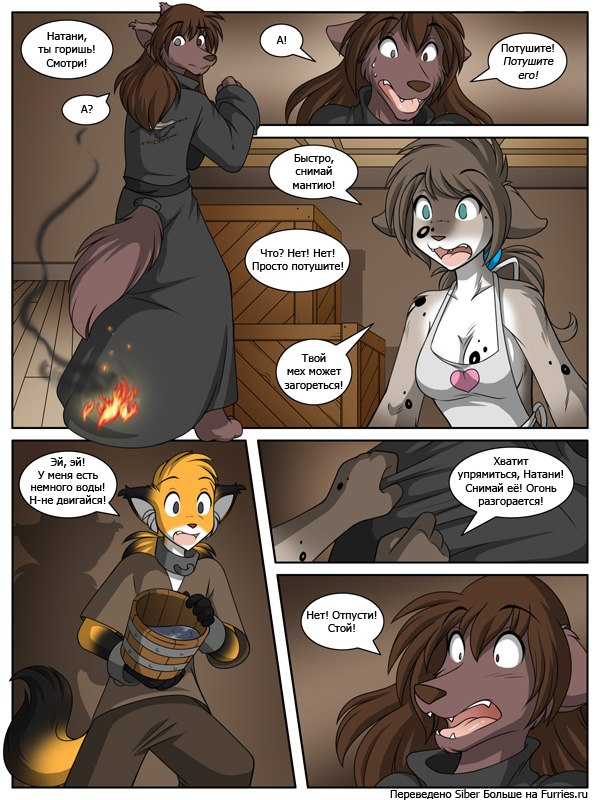 Натани,
ты горишь!
Смотри!
А?
А!
Потушите!
Потушите
его!
Быстро,
снимай
мантию!
Что? Нет! Нет!
Просто потушите!
Твой
мех может
загореться!
Эй, эй!
У меня есть
немного воды!
Н-не двигайся!
Хватит
упрямиться, Натани!
Снимай её! Огонь
разгорается!
Нет! Отпусти!
Стой!
Переведено Siber Больше на Furries.ru